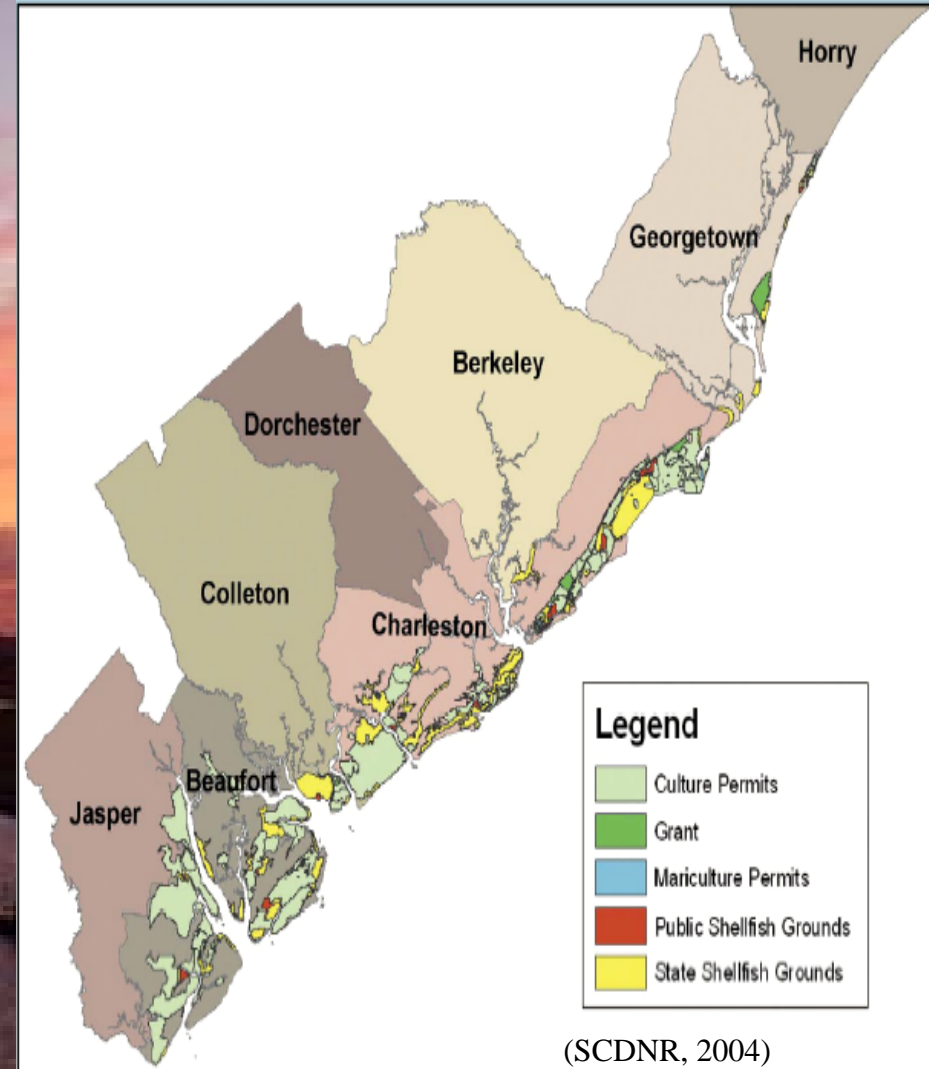 Horry
Georgetown
Berkeley
Dorchester
Colleton
Charleston
Beaufort
Jasper
Legend
Culture Permits
Grant
Mariculture Permits
Public Shellfish Grounds
State Shellfish Grounds
(SCDNR, 2004)